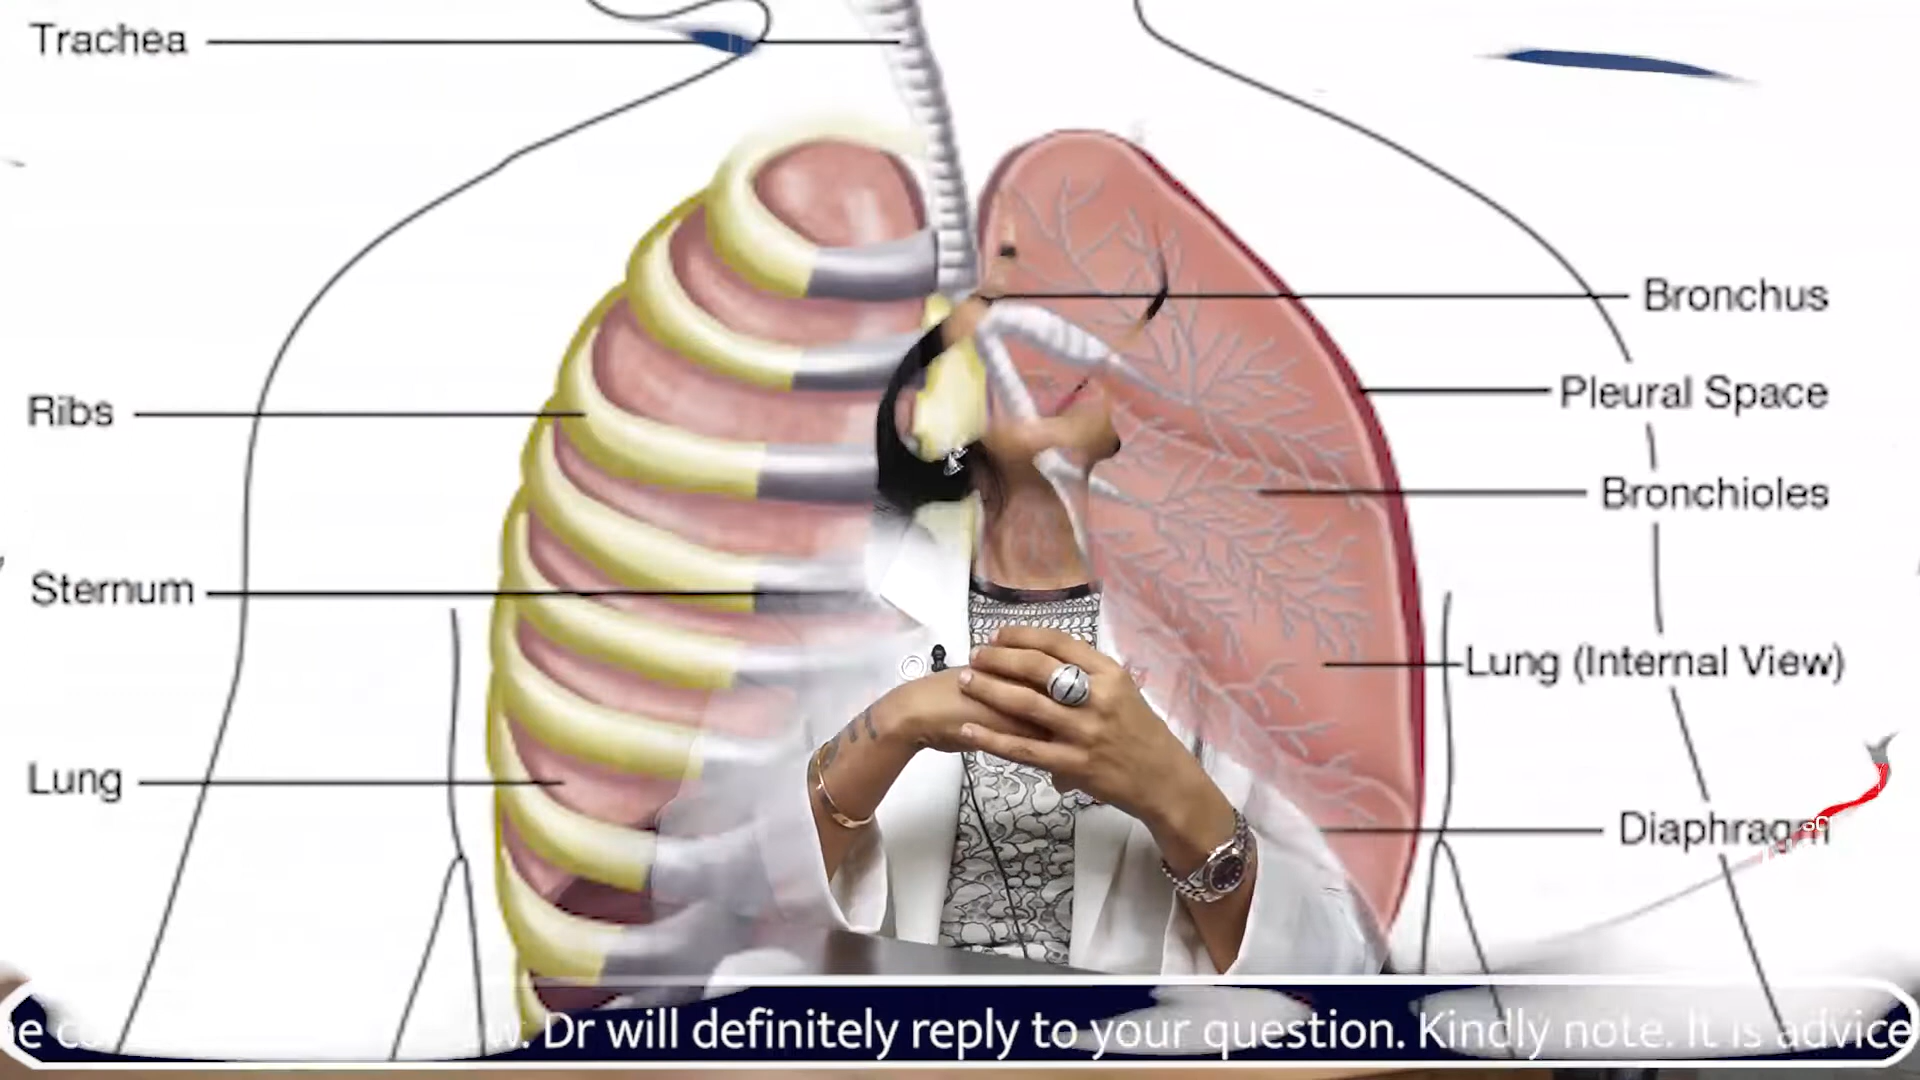 Trachea
Bronchus
Pleural Space
Ribs
Bronchioles
Sternum
Lung (Internal View)
Lung
Dr will definitely reply to your question. Kindly note. It is advice